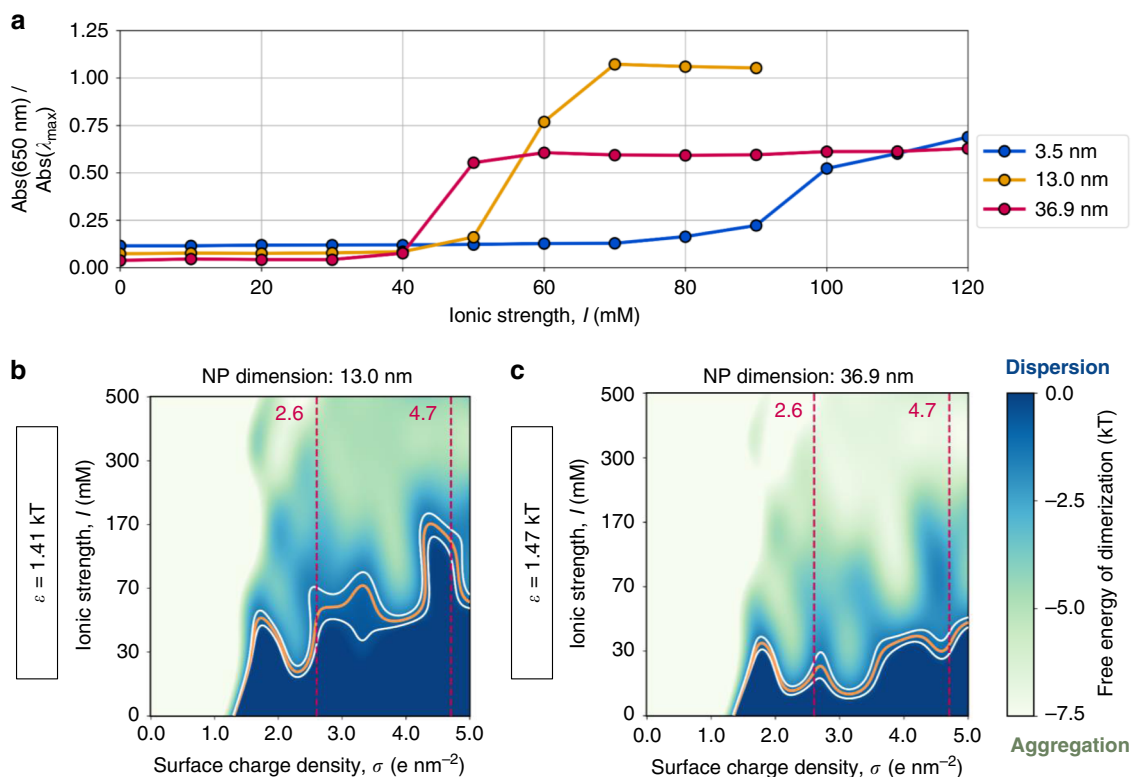 a
1.25
1.00
0.75
0.50
0.25
0.00
Abs(650 nm) /
Abs(λmax)
0 20 40 60 80 100 120
Ionic strength, I (mM)
3.5 nm
13.0 nm
36.9 nm
b
NP dimension: 13.0 nm
ε = 1.41 kT
Ionic strength, I (mM)
500
300
170
70
30
0
2.6 4.7
0.0 1.0 2.0 3.0 4.0 5.0
Surface charge density, σ (e nm⁻²)
c
NP dimension: 36.9 nm
ε = 1.47 kT
Ionic strength, I (mM)
500
300
170
70
30
0
2.6 4.7
0.0 1.0 2.0 3.0 4.0 5.0
Surface charge density, σ (e nm⁻²)
Dispersion
0.0
−2.5
−5.0
−7.5
Free energy of dimerization (kT)
Aggregation